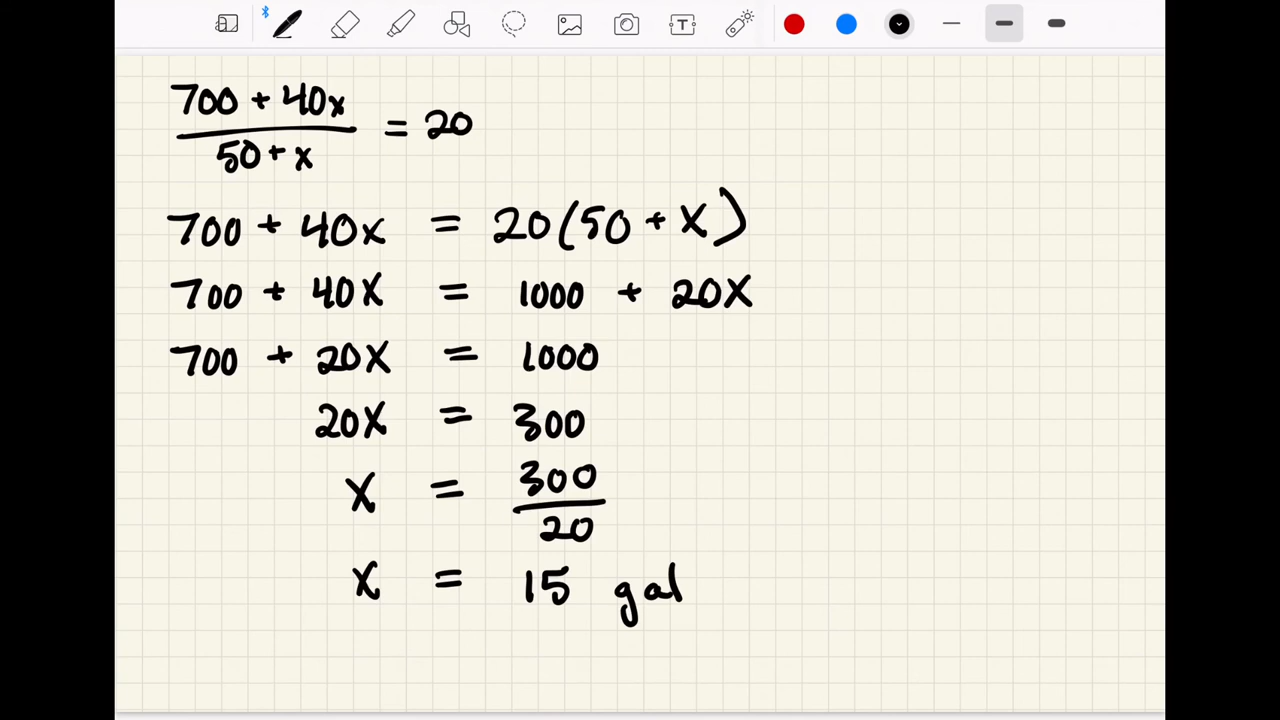 700 + 40x
50 + x
= 20
700 + 40x = 20(50 + x)
700 + 40x = 1000 + 20x
700 + 20x = 1000
20x = 300
x = 300
20
x = 15 gal